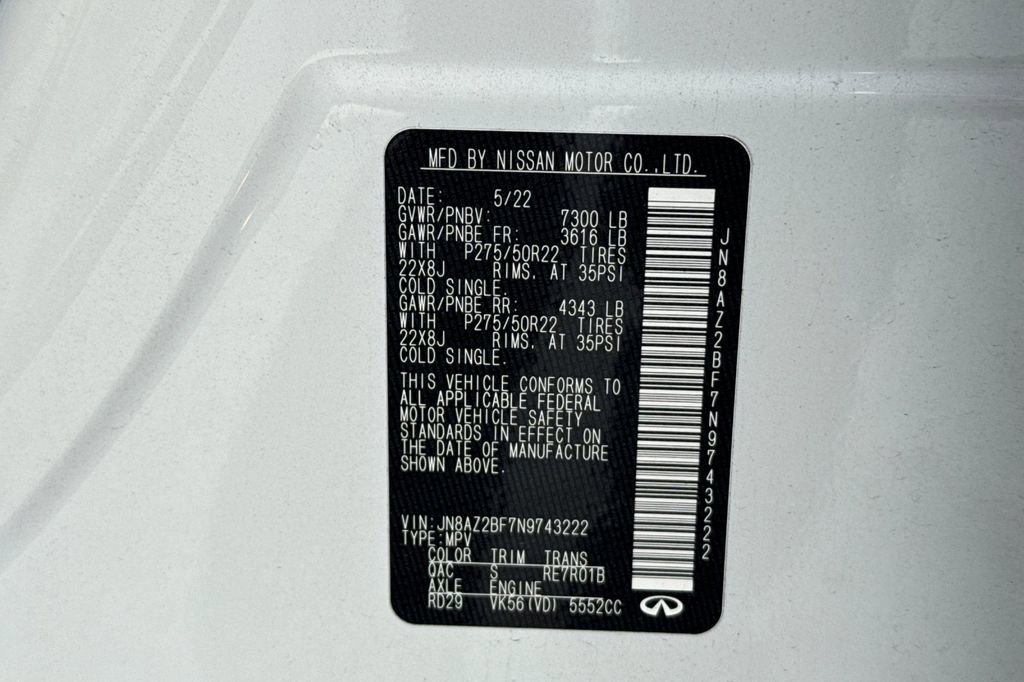 MFD BY NISSAN MOTOR CO.,LTD.
DATE: 5/22
GVWR/PNBV: 7300 LB
GAWR/PNBE FR: 3616 LB
WITH P275/50R22 TIRES
22X8J RIMS, AT 35PSI
COLD SINGLE.
GAWR/PNBE RR: 4343 LB
WITH P275/50R22 TIRES
22X8J RIMS, AT 35PSI
COLD SINGLE.
THIS VEHICLE CONFORMS TO
ALL APPLICABLE FEDERAL
MOTOR VEHICLE SAFETY
STANDARDS IN EFFECT ON
THE DATE OF MANUFACTURE
SHOWN ABOVE.
VIN:JN8AZ2BF7N9743222
TYPE:MPV
COLOR TRIM TRANS
QAC S RE7R01B
AXLE ENGINE
RD29 VK56(VD) 5552CC
JN8AZ2BF7N9743222